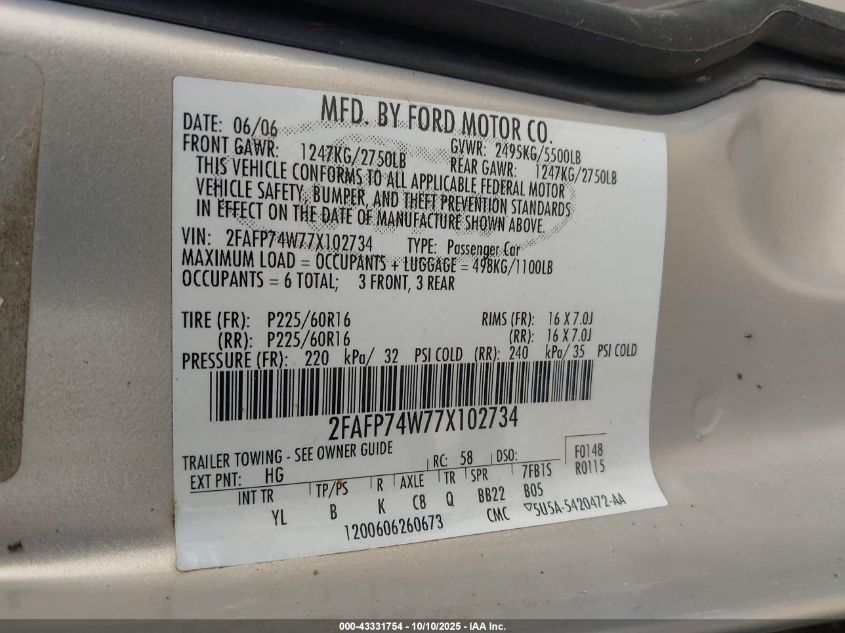 MFD. BY FORD MOTOR CO.
DATE: 06/06 GVWR: 2495KG/5500LB
FRONT GAWR: 1247KG/2750LB REAR GAWR: 1247KG/2750LB
THIS VEHICLE CONFORMS TO ALL APPLICABLE FEDERAL MOTOR
VEHICLE SAFETY, BUMPER, AND THEFT PREVENTION STANDARDS
IN EFFECT ON THE DATE OF MANUFACTURE SHOWN ABOVE.
VIN: 2FAFP74W77X102734 TYPE: Passenger Car
MAXIMUM LOAD = OCCUPANTS + LUGGAGE = 498KG/1100LB
OCCUPANTS = 6 TOTAL; 3 FRONT, 3 REAR
TIRE (FR): P225/60R16 RIMS (FR): 16 X 7.0J
(RR): P225/60R16 (RR): 16 X 7.0J
PRESSURE (FR): 220 kPa/ 32 PSI COLD (RR): 240 kPa/ 35 PSI COLD
2FAFP74W77X102734
TRAILER TOWING - SEE OWNER GUIDE F0148
EXT PNT: HG RC: 58 DSO: R0115
INT TR TP/PS R AXLE TR SPR 7FB1S
YL B K C8 Q BB22 B05
1200606260673 CMC ▽5U5A-5420472-AA
000-43331754 - 10/10/2025 - IAA Inc.